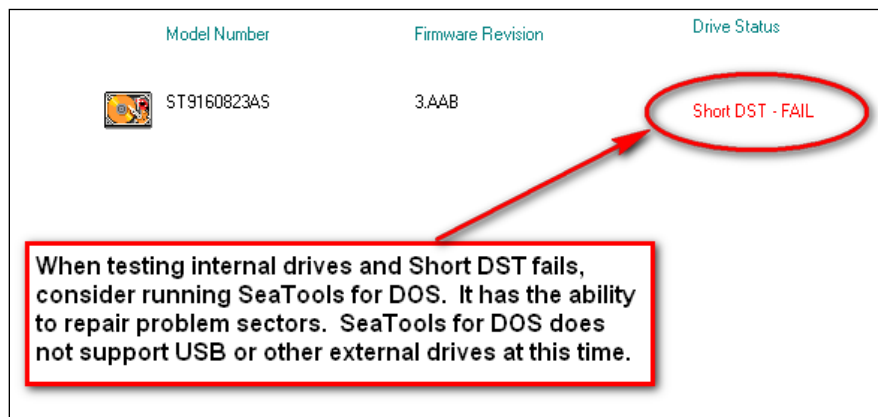 Model Number Firmware Revision Drive Status
ST9160823AS 3.AAB Short DST - FAIL
When testing internal drives and Short DST fails,
consider running SeaTools for DOS.  It has the ability
to repair problem sectors.  SeaTools for DOS does
not support USB or other external drives at this time.